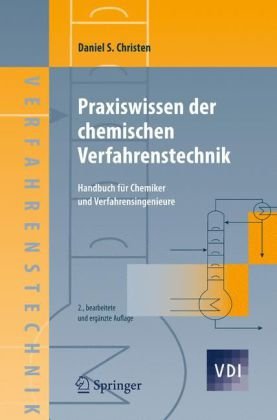 Daniel S. Christen
Praxiswissen der
chemischen
Verfahrenstechnik
Handbuch für Chemiker
und Verfahrensingenieure
2., bearbeitete
und ergänzte Auflage
Springer
VDI
VERFAHRENSTECHNIK